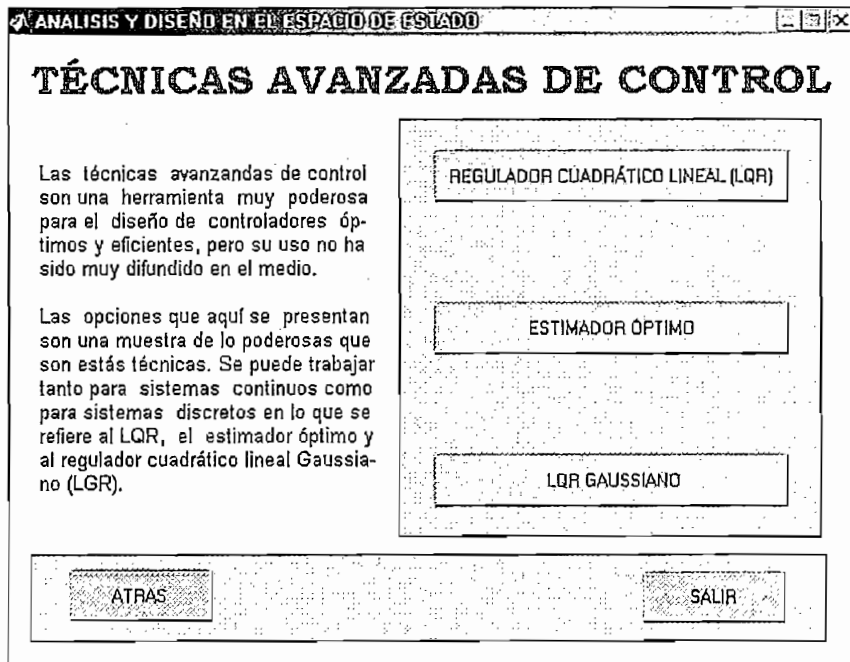 ANALISIS Y DISEÑO EN EL ESPACIO DE ESTADO
TÉCNICAS AVANZADAS DE CONTROL
Las técnicas avanzandas de control
son una herramienta muy poderosa
para el diseño de controladores óp-
timos y eficientes, pero su uso no ha
sido muy difundido en el medio.
Las opciones que aquí se presentan
son una muestra de lo poderosas que
son estás técnicas. Se puede trabajar
tanto para sistemas continuos como
para sistemas discretos en lo que se
refiere al LQR, el estimador óptimo y
al regulador cuadrático lineal Gaussia-
no (LGR).
REGULADOR CUADRÁTICO LINEAL (LQR)
ESTIMADOR ÓPTIMO
LQR GAUSSIANO
ATRAS
SALIR